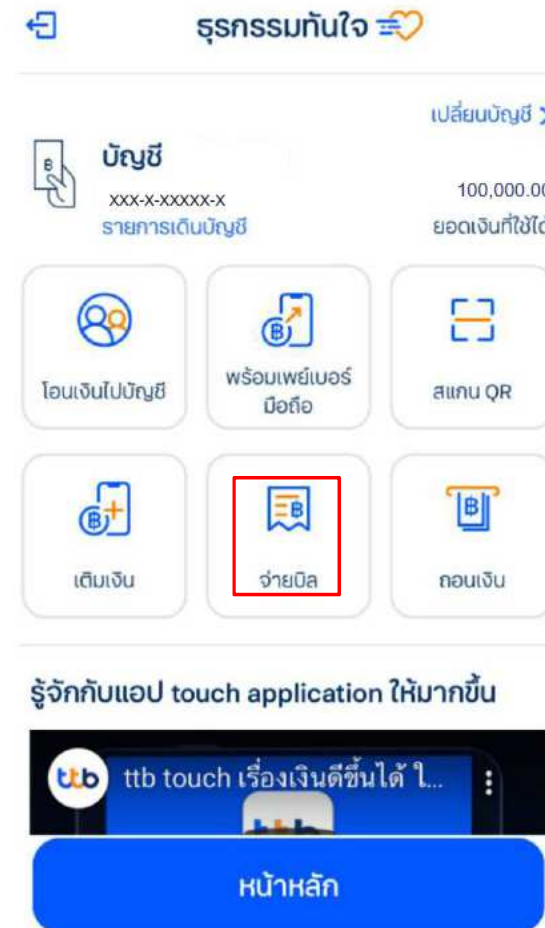 ธุรกรรมทันใจ
เปลี่ยนบัญชี
บัญชี
xxx-x-xxxxx-x
100,000.00
รายการเดินบัญชี
ยอดเงินที่ใช้ได้
โอนเงินไปบัญชี
พร้อมเพย์เบอร์
มือถือ
สแกน QR
เติมเงิน
จ่ายบิล
ถอนเงิน
รู้จักกับแอป touch application ให้มากขึ้น
ttb
ttb touch เรื่องเงินดีขึ้นได้ ใ...
หน้าหลัก